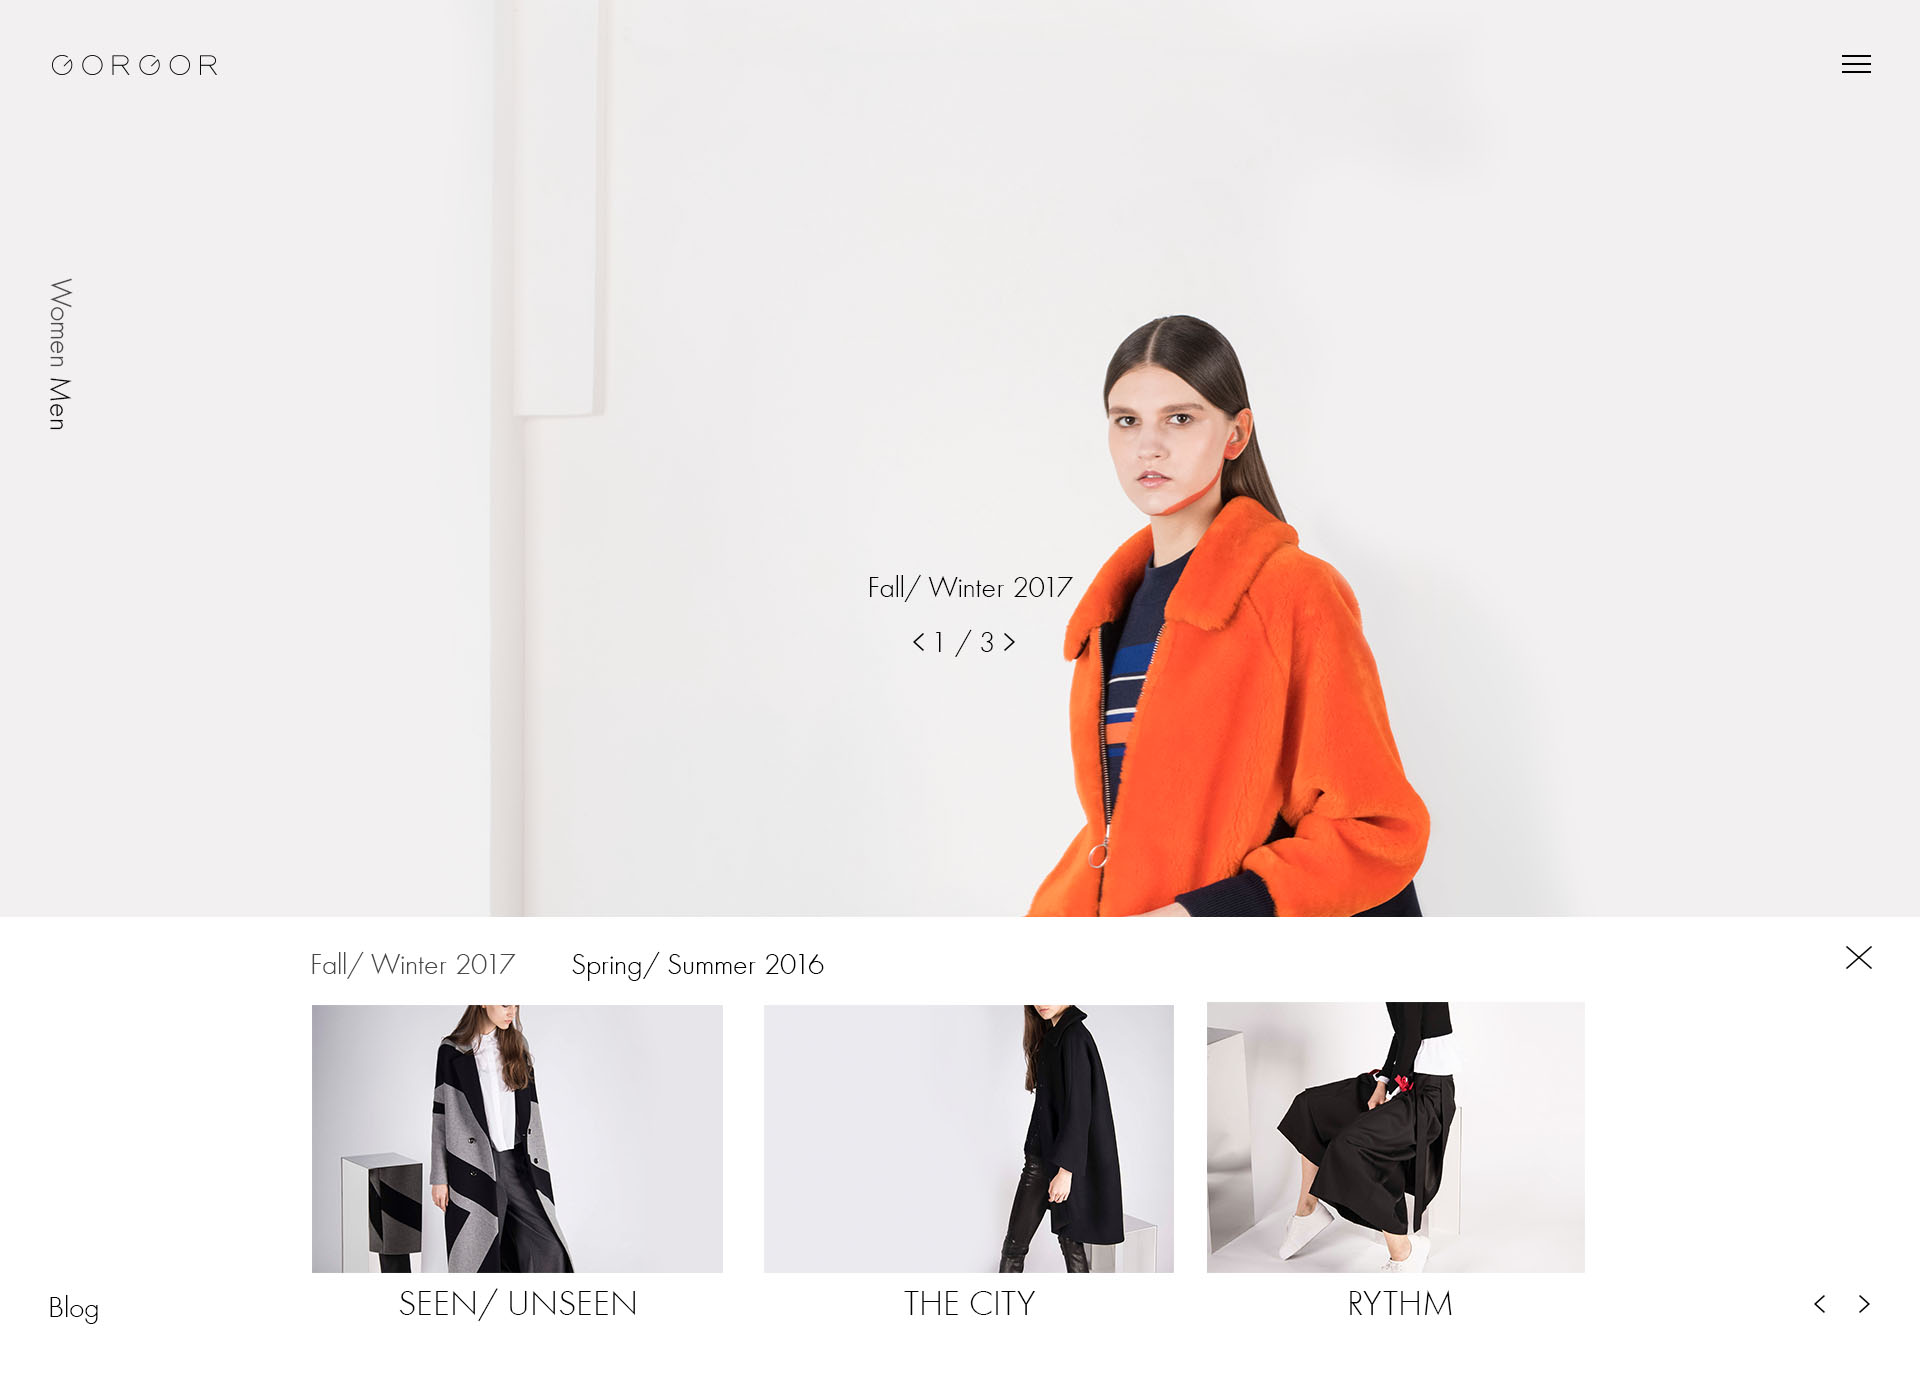 GORGOR
Women Men
Fall/ Winter 2017
< 1 / 3 >
Fall/ Winter 2017
Spring/ Summer 2016
SEEN/ UNSEEN
THE CITY
RYTHM
Blog